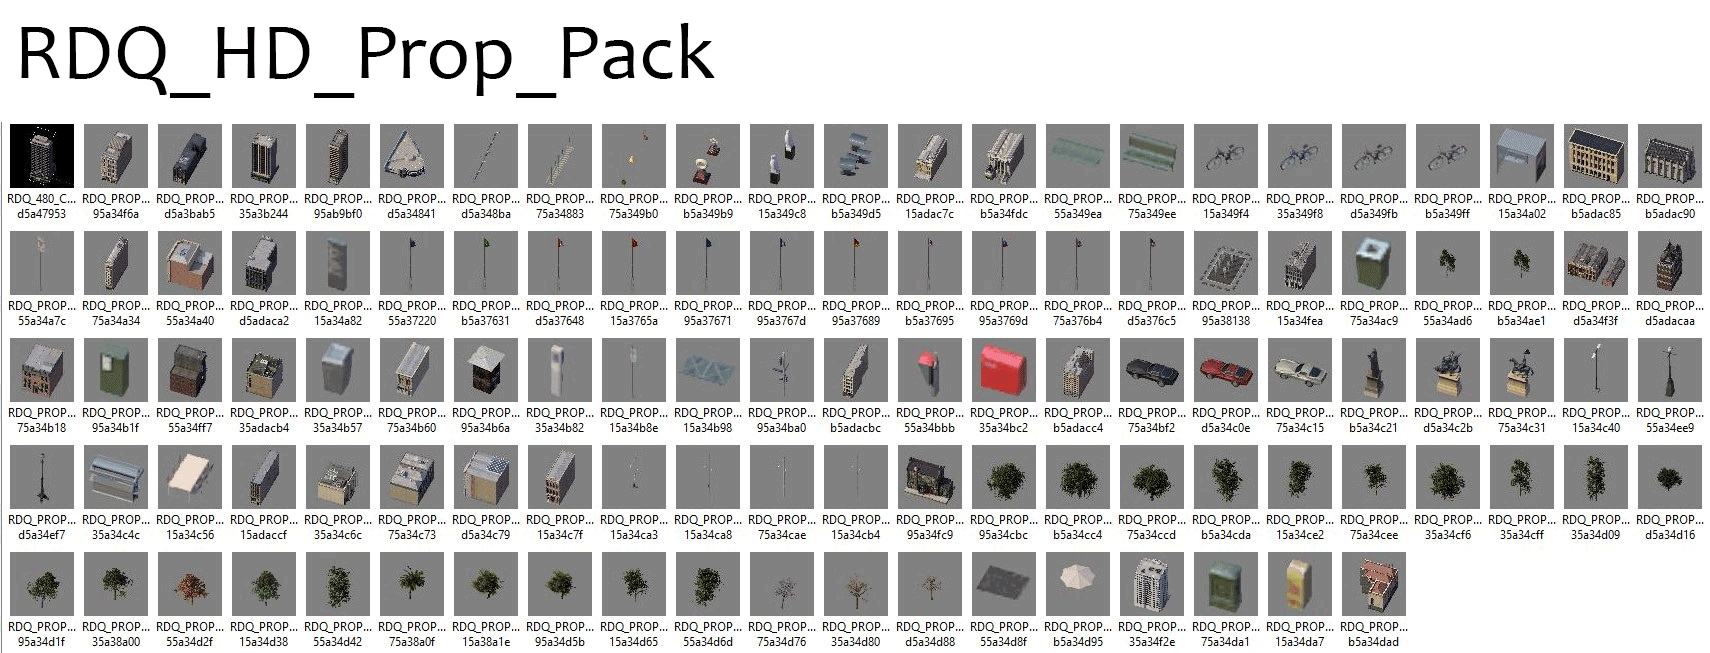 RDQ_HD_Prop_Pack
RDQ_480_C... RDQ_PROP... RDQ_PROP... RDQ_PROP... RDQ_PROP... RDQ_PROP... RDQ_PROP... RDQ_PROP... RDQ_PROP... RDQ_PROP... RDQ_PROP... RDQ_PROP... RDQ_PROP... RDQ_PROP... RDQ_PROP... RDQ_PROP... RDQ_PROP... RDQ_PROP... RDQ_PROP... RDQ_PROP... RDQ_PROP... RDQ_PROP... RDQ_PROP...
d5a47953 95a34f6a d5a3bab5 35a3b244 95ab9bf0 d5a34841 d5a348ba 75a34883 75a349b0 b5a349b9 15a349c8 b5a349d5 15adac7c b5a34fdc 55a349ea 75a349ee 15a349f4 35a349f8 d5a349fb b5a349ff 15a34a02 b5adac85 b5adac90
RDQ_PROP... RDQ_PROP... RDQ_PROP... RDQ_PROP... RDQ_PROP... RDQ_PROP... RDQ_PROP... RDQ_PROP... RDQ_PROP... RDQ_PROP... RDQ_PROP... RDQ_PROP... RDQ_PROP... RDQ_PROP... RDQ_PROP... RDQ_PROP... RDQ_PROP... RDQ_PROP... RDQ_PROP... RDQ_PROP... RDQ_PROP... RDQ_PROP... RDQ_PROP...
55a34a7c 75a34a34 55a34a40 d5adaca2 15a34a82 55a37220 b5a37631 d5a37648 15a3765a 95a37671 95a3767d 95a37689 b5a37695 95a3769d 75a376b4 d5a376c5 95a38138 15a34fea 75a34ac9 55a34ad6 b5a34ae1 d5a34f3f d5adacaa
RDQ_PROP... RDQ_PROP... RDQ_PROP... RDQ_PROP... RDQ_PROP... RDQ_PROP... RDQ_PROP... RDQ_PROP... RDQ_PROP... RDQ_PROP... RDQ_PROP... RDQ_PROP... RDQ_PROP... RDQ_PROP... RDQ_PROP... RDQ_PROP... RDQ_PROP... RDQ_PROP... RDQ_PROP... RDQ_PROP... RDQ_PROP... RDQ_PROP... RDQ_PROP...
75a34b18 95a34b1f 55a34ff7 35adacb4 35a34b57 75a34b60 95a34b6a 35a34b82 15a34b8e 15a34b98 95a34ba0 b5adacbc 55a34bbb 35a34bc2 b5adacc4 75a34bf2 d5a34c0e 75a34c15 b5a34c21 d5a34c2b 75a34c31 15a34c40 55a34ee9
RDQ_PROP... RDQ_PROP... RDQ_PROP... RDQ_PROP... RDQ_PROP... RDQ_PROP... RDQ_PROP... RDQ_PROP... RDQ_PROP... RDQ_PROP... RDQ_PROP... RDQ_PROP... RDQ_PROP... RDQ_PROP... RDQ_PROP... RDQ_PROP... RDQ_PROP... RDQ_PROP... RDQ_PROP... RDQ_PROP... RDQ_PROP... RDQ_PROP... RDQ_PROP...
d5a34ef7 35a34c4c 15a34c56 15adaccf 35a34c6c 75a34c73 d5a34c79 15a34c7f 15a34ca3 15a34ca8 75a34cae 15a34cb4 95a34fc9 95a34cbc b5a34cc4 75a34ccd b5a34cda 15a34ce2 75a34cee 35a34cf6 35a34cff 35a34d09 d5a34d16
RDQ_PROP... RDQ_PROP... RDQ_PROP... RDQ_PROP... RDQ_PROP... RDQ_PROP... RDQ_PROP... RDQ_PROP... RDQ_PROP... RDQ_PROP... RDQ_PROP... RDQ_PROP... RDQ_PROP... RDQ_PROP... RDQ_PROP... RDQ_PROP... RDQ_PROP... RDQ_PROP... RDQ_PROP...
95a34d1f 35a38a00 55a34d2f 15a34d38 55a34d42 75a38a0f 15a38a1e 95a34d5b 15a34d65 55a34d6d 75a34d76 35a34d80 d5a34d88 55a34d8f b5a34d95 35a34f2e 75a34da1 15a34da7 b5a34dad